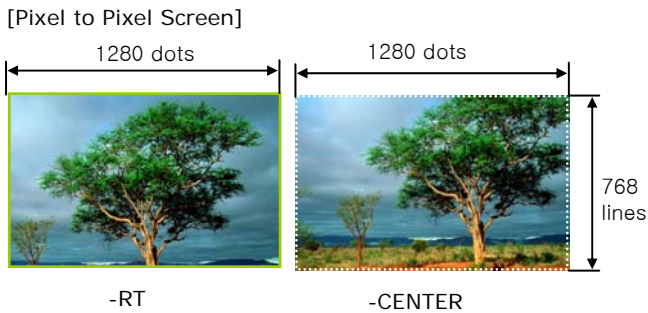 [Pixel to Pixel Screen]
1280 dots
1280 dots
768
lines
-RT
-CENTER